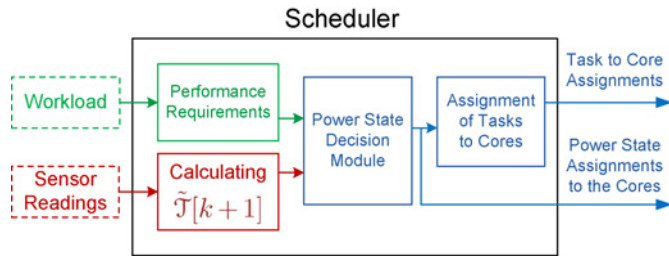 Scheduler
Workload
Performance
Requirements
Power State
Decision
Module
Assignment
of Tasks
to Cores
Task to Core
Assignments
Sensor
Readings
Calculating
𝒯̃[k + 1]
Power State
Assignments
to the Cores